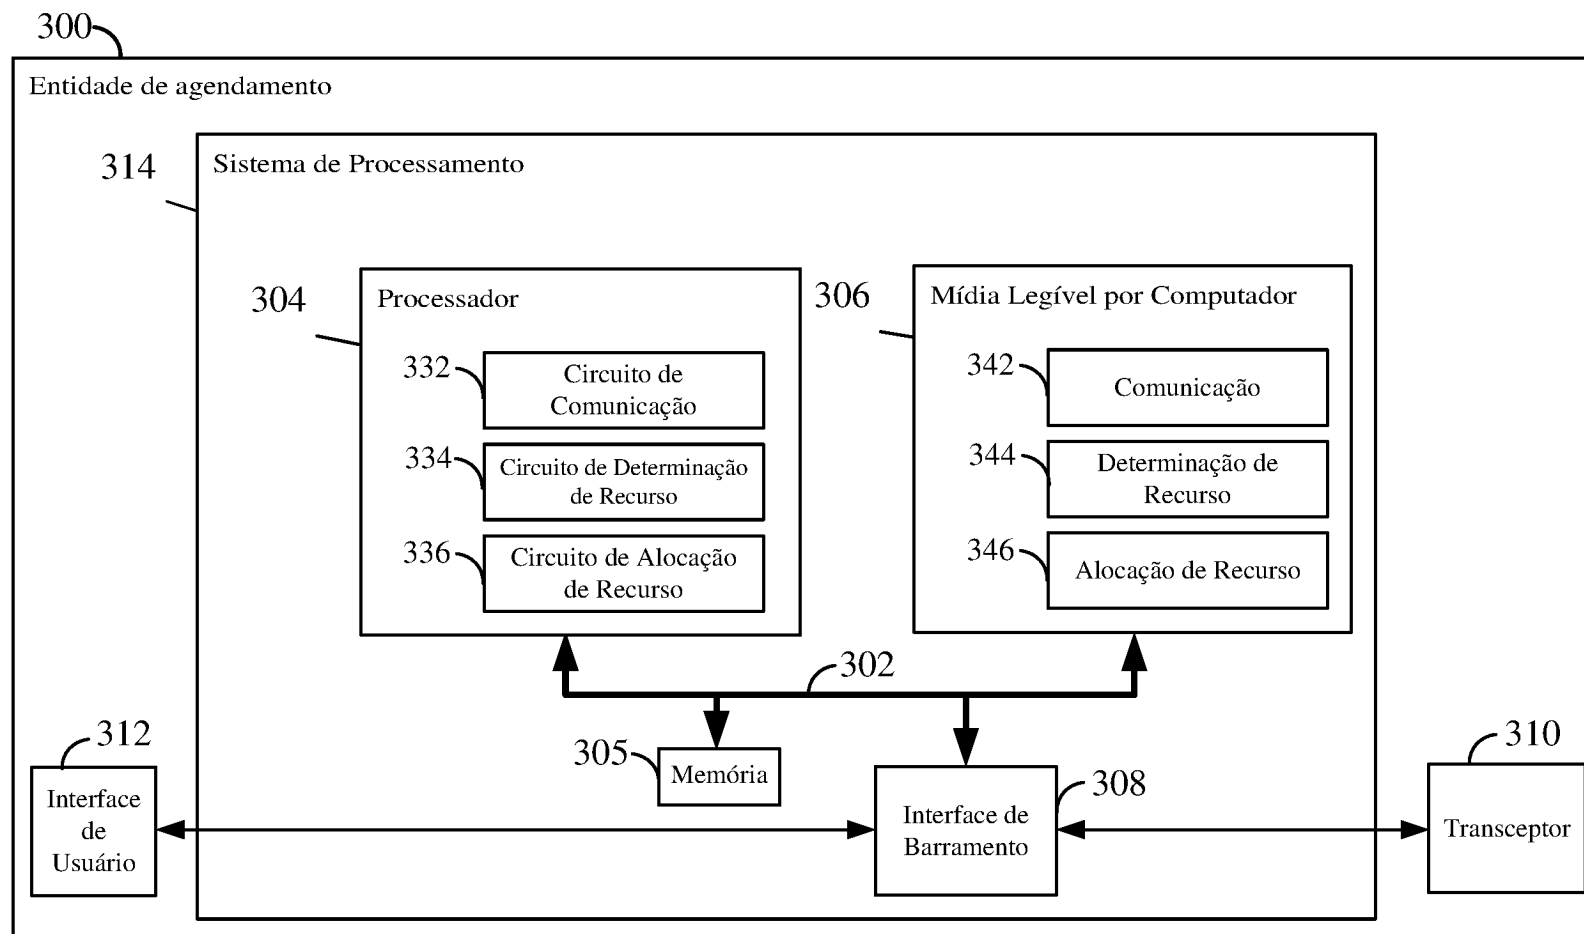 300
Entidade de agendamento
314
Sistema de Processamento
304
Processador
332
Circuito de
Comunicação
334
Circuito de Determinação
de Recurso
336
Circuito de Alocação
de Recurso
306
Mídia Legível por Computador
342
Comunicação
344
Determinação de
Recurso
346
Alocação de Recurso
302
305
Memória
312
Interface
de
Usuário
308
Interface de
Barramento
310
Transceptor